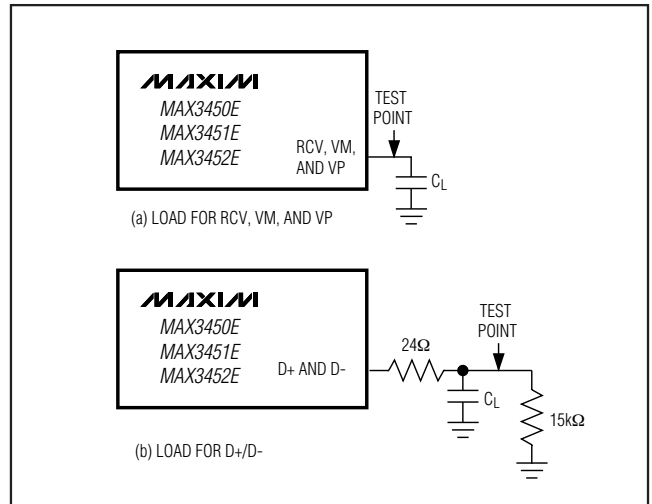 MAXIM
MAX3450E
MAX3451E
MAX3452E
RCV, VM,
AND VP
TEST
POINT
CL
(a) LOAD FOR RCV, VM, AND VP
MAXIM
MAX3450E
MAX3451E
MAX3452E
D+ AND D-
24Ω
TEST
POINT
CL
15kΩ
(b) LOAD FOR D+/D-